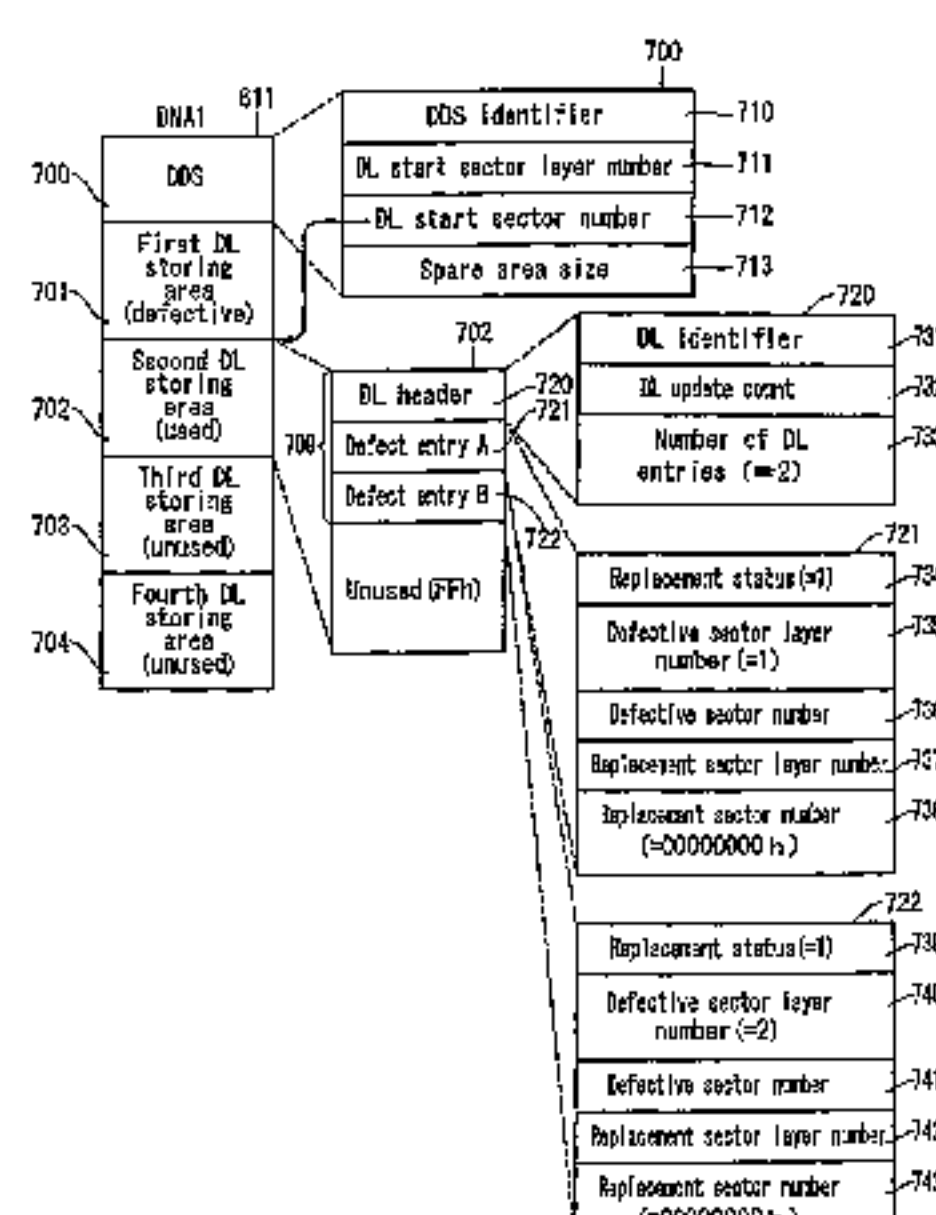 DNA1
611
700
DDS
701
First DL
storing
area
(defective)
702
Second DL
storing
area
(used)
703
Third DL
storing
area
(unused)
704
Fourth DL
storing
area
(unused)
700
DDS identifier
710
DL start sector layer number
711
DL start sector number
712
Spare area size
713
702
DL header
720
Defect entry A
721
Defect entry B
722
Unused (FFh)
720
DL identifier
DL update count
Number of DL
entries (=2)
721
Replacement status(=1)
Defective sector layer
number (=1)
Defective sector number
Replacement sector layer number
Replacement sector number
(=00000000 h)
722
Replacement status(=1)
Defective sector layer
number (=2)
Defective sector number
Replacement sector layer number
Replacement sector number